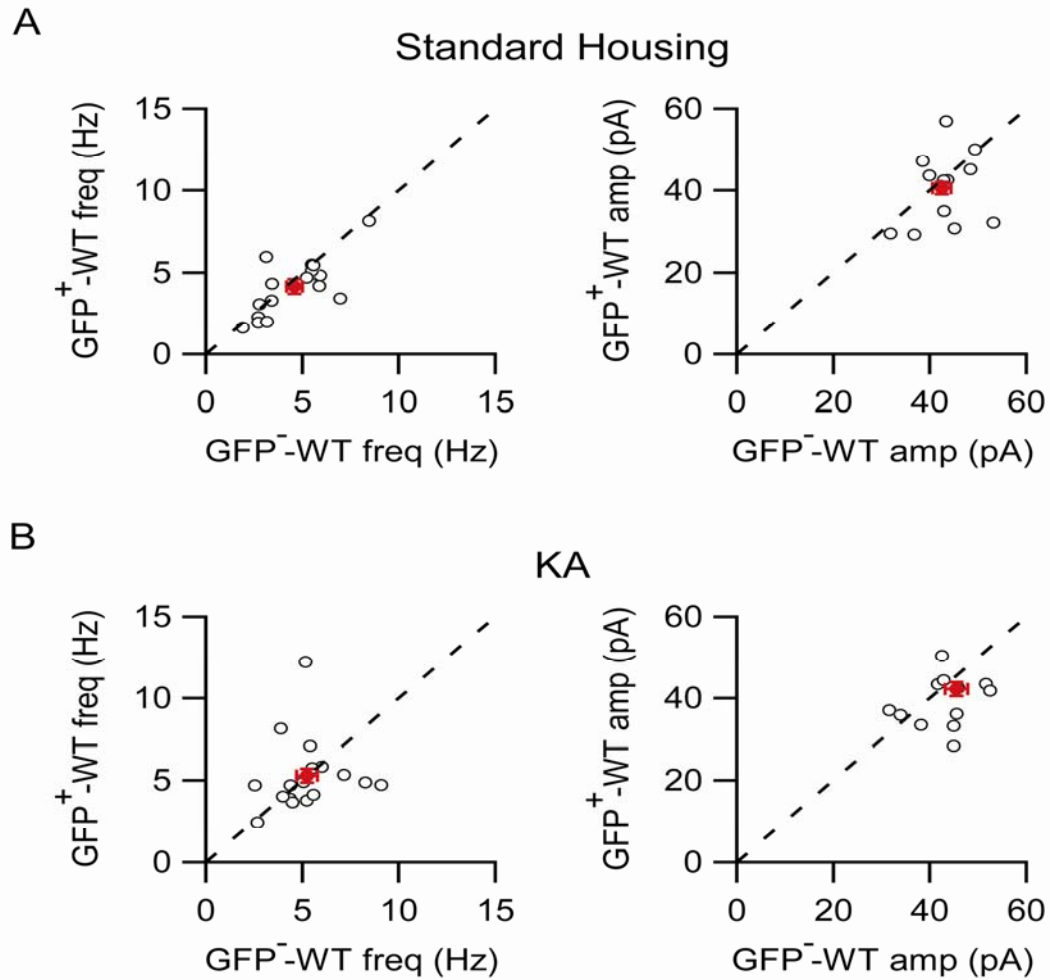 A
Standard Housing
GFP⁺-WT freq (Hz)
15
10
5
0
0 5 10 15
GFP⁻-WT freq (Hz)
GFP⁺-WT amp (pA)
60
40
20
0
0 20 40 60
GFP⁻-WT amp (pA)
B
KA
GFP⁺-WT freq (Hz)
15
10
5
0
0 5 10 15
GFP⁻-WT freq (Hz)
GFP⁺-WT amp (pA)
60
40
20
0
0 20 40 60
GFP⁻-WT amp (pA)